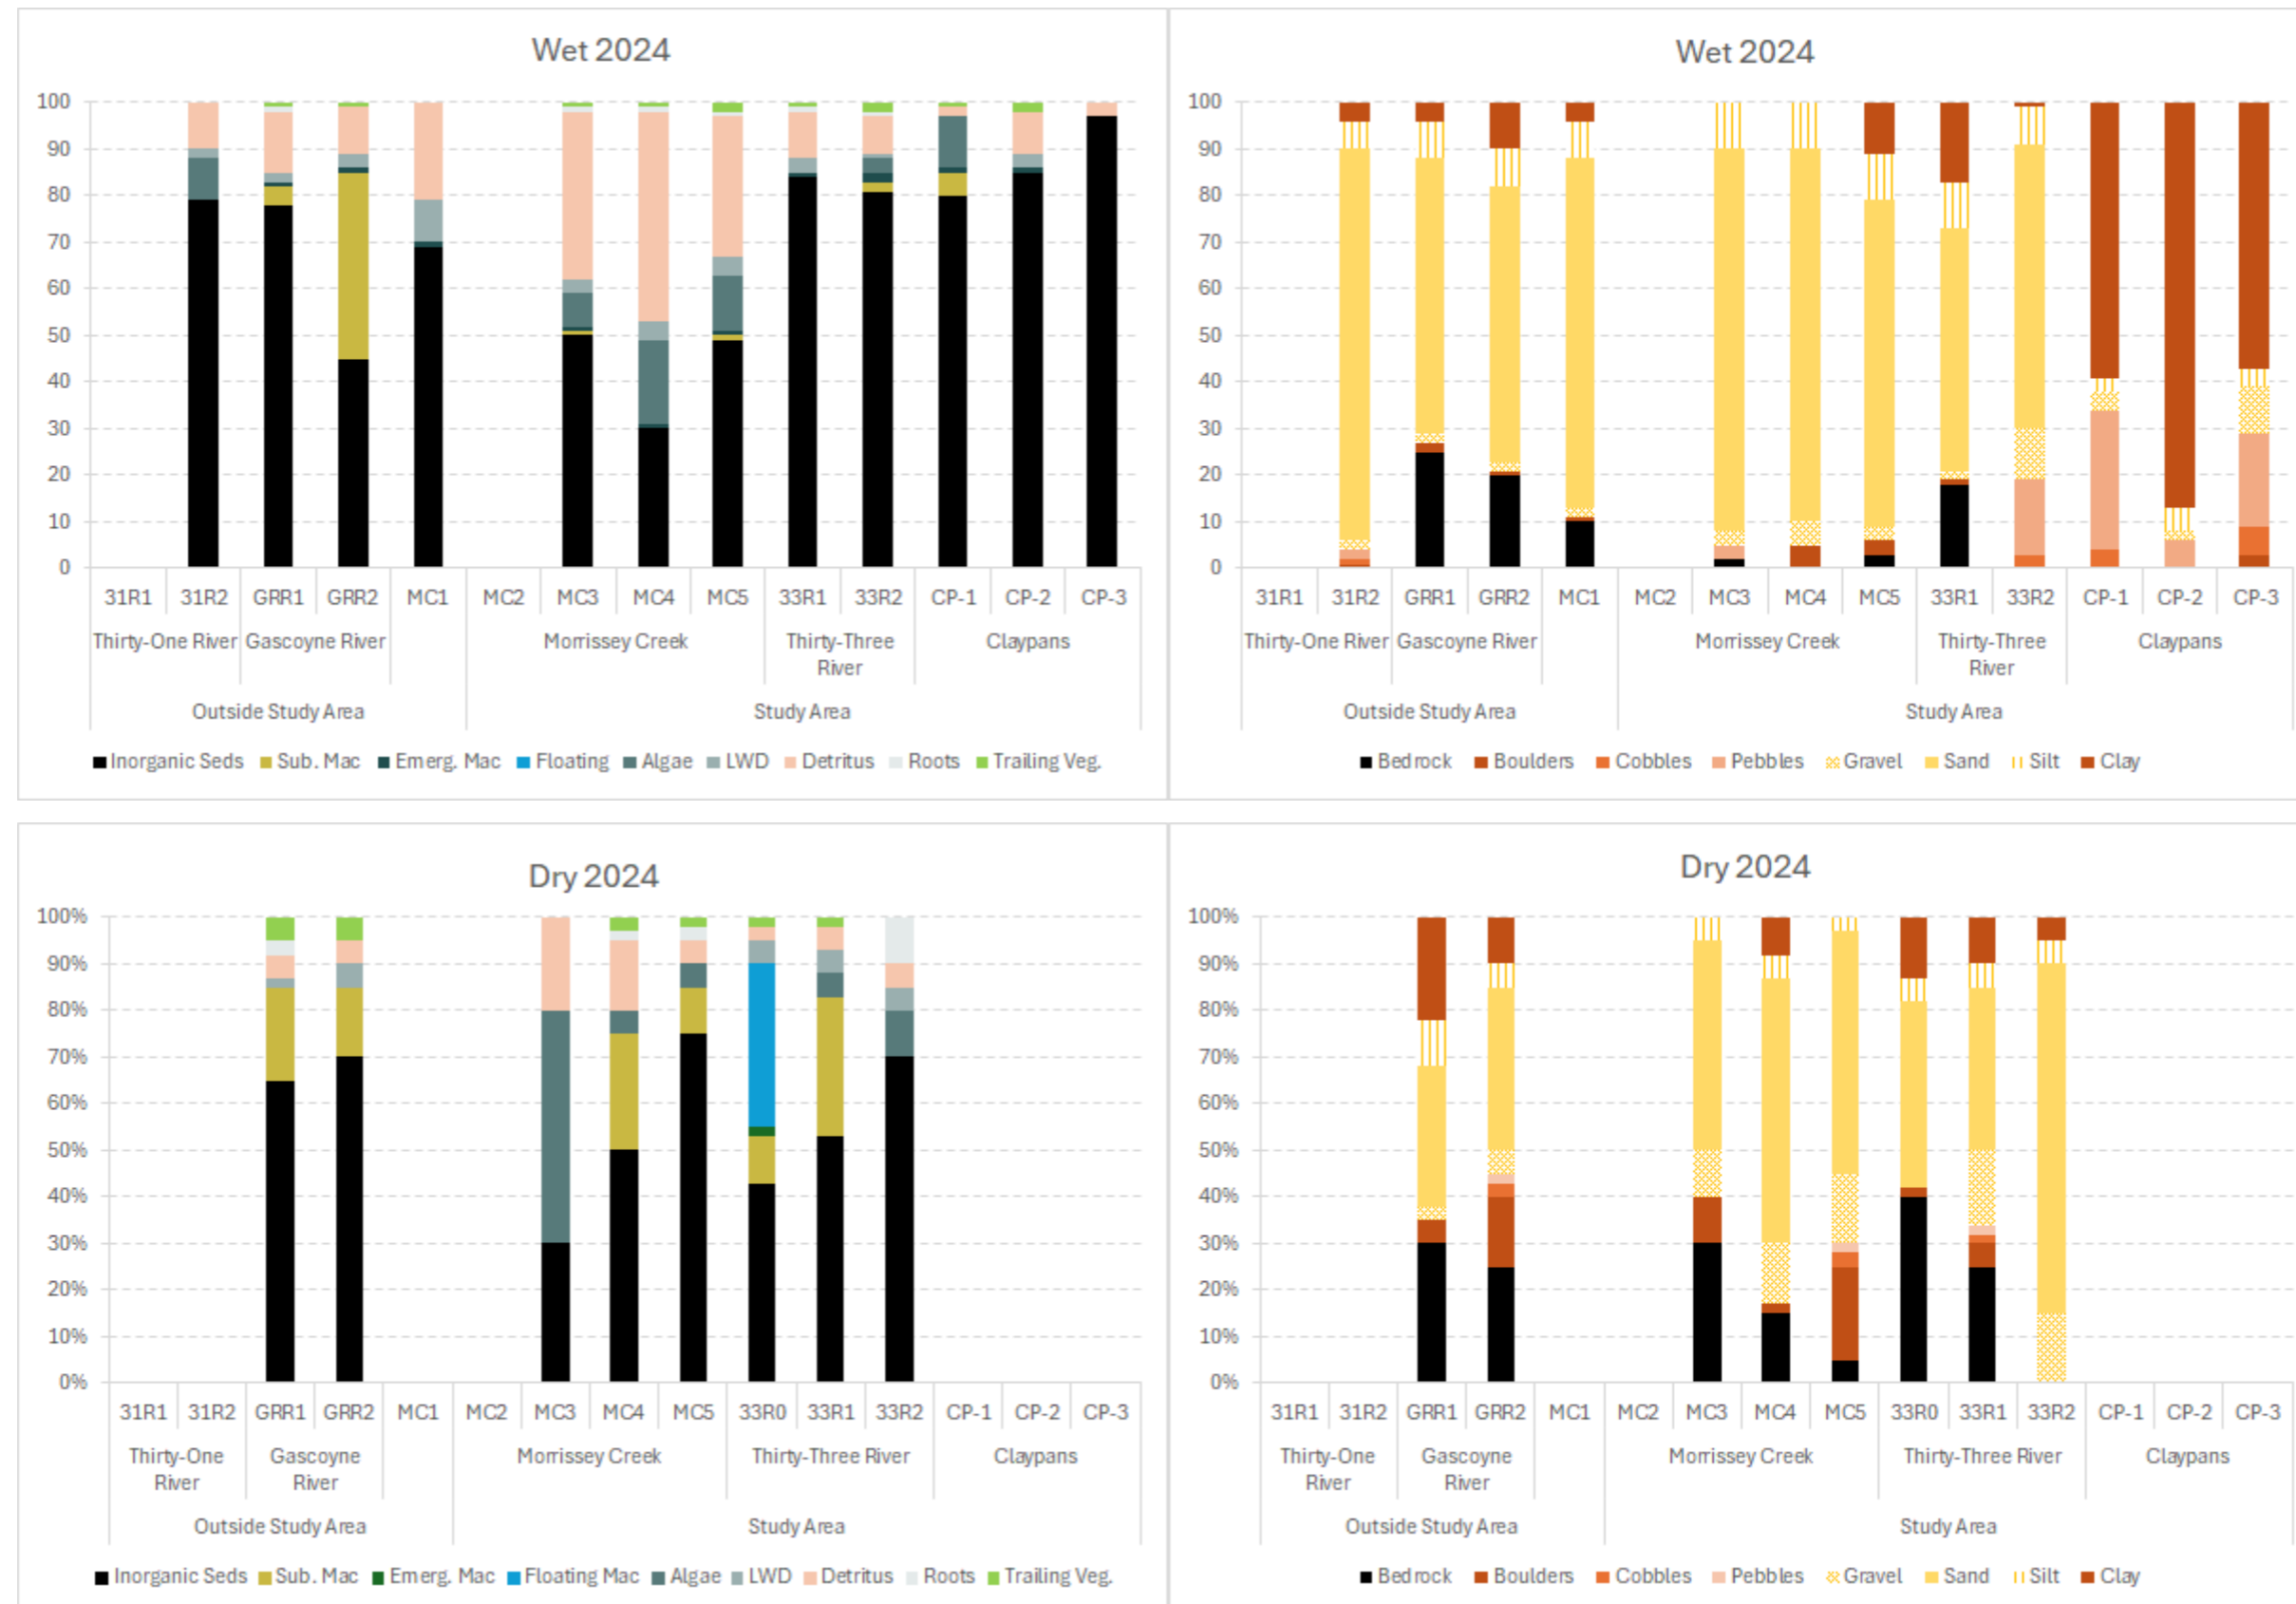 Wet 2024
100
90
80
70
60
50
40
30
20
10
0
31R1 31R2 GRR1 GRR2 MC1 MC2 MC3 MC4 MC5 33R1 33R2 CP-1 CP-2 CP-3
Thirty-One River Gascoyne River Morrissey Creek Thirty-Three Claypans
River
Outside Study Area Study Area
Inorganic Seds Sub. Mac Emerg. Mac Floating Algae LWD Detritus Roots Trailing Veg.
Wet 2024
100
90
80
70
60
50
40
30
20
10
0
31R1 31R2 GRR1 GRR2 MC1 MC2 MC3 MC4 MC5 33R1 33R2 CP-1 CP-2 CP-3
Thirty-One River Gascoyne River Morrissey Creek Thirty-Three Claypans
River
Outside Study Area Study Area
Bedrock Boulders Cobbles Pebbles Gravel Sand Silt Clay
Dry 2024
100%
90%
80%
70%
60%
50%
40%
30%
20%
10%
0%
31R1 31R2 GRR1 GRR2 MC1 MC2 MC3 MC4 MC5 33R0 33R1 33R2 CP-1 CP-2 CP-3
Thirty-One Gascoyne Morrissey Creek Thirty-Three River Claypans
River River
Outside Study Area Study Area
Inorganic Seds Sub. Mac Emerg. Mac Floating Mac Algae LWD Detritus Roots Trailing Veg.
Dry 2024
100%
90%
80%
70%
60%
50%
40%
30%
20%
10%
0%
31R1 31R2 GRR1 GRR2 MC1 MC2 MC3 MC4 MC5 33R0 33R1 33R2 CP-1 CP-2 CP-3
Thirty-One Gascoyne Morrissey Creek Thirty-Three River Claypans
River River
Outside Study Area Study Area
Bedrock Boulders Cobbles Pebbles Gravel Sand Silt Clay